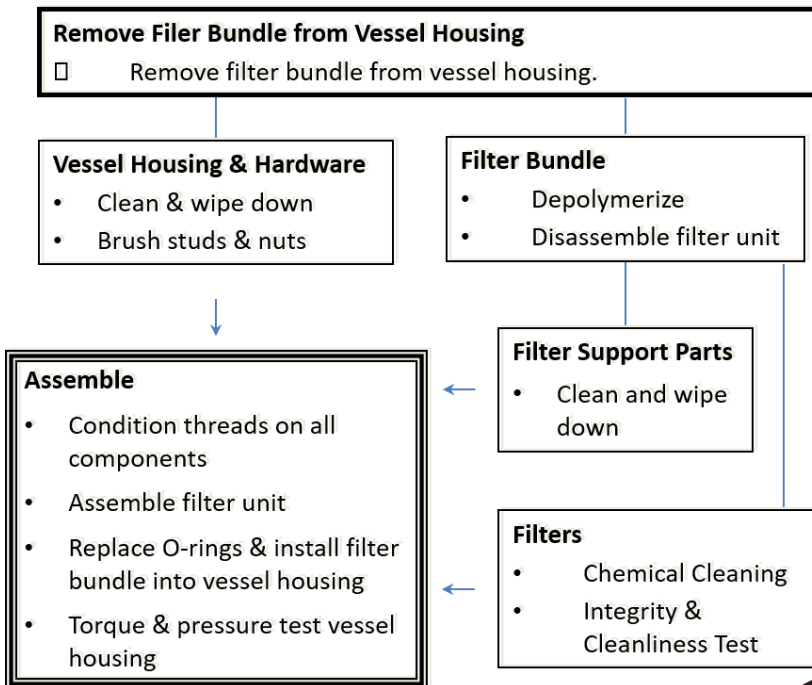 Remove Filer Bundle from Vessel Housing
▯ Remove filter bundle from vessel housing.
Vessel Housing & Hardware
• Clean & wipe down
• Brush studs & nuts
Filter Bundle
• Depolymerize
• Disassemble filter unit
Filter Support Parts
• Clean and wipe
down
Assemble
• Condition threads on all
components
• Assemble filter unit
• Replace O-rings & install filter
bundle into vessel housing
• Torque & pressure test vessel
housing
Filters
• Chemical Cleaning
• Integrity &
Cleanliness Test